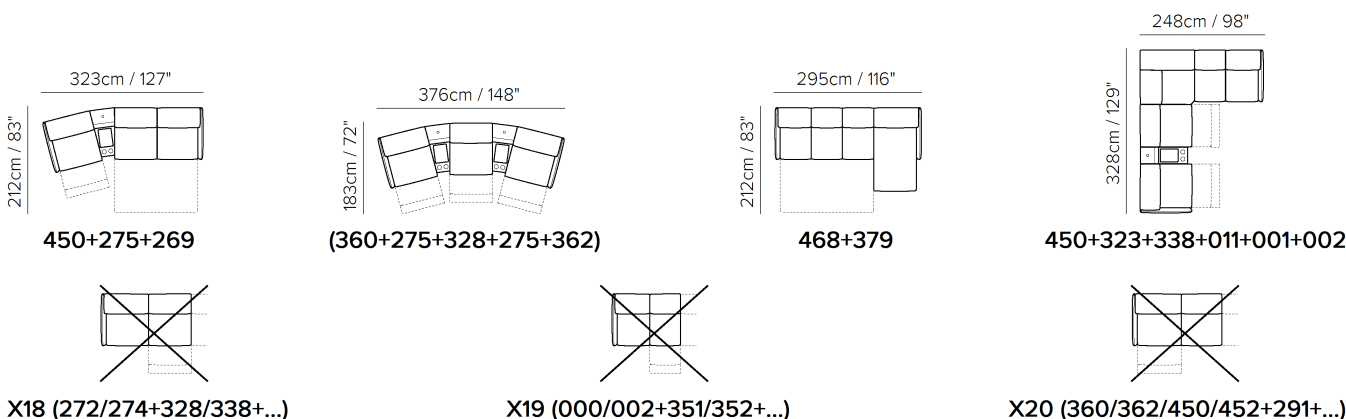 248cm / 98"
323cm / 127"
376cm / 148"
295cm / 116"
212cm / 83"
183cm / 72"
212cm / 83"
328cm / 129"
450+275+269
(360+275+328+275+362)
468+379
450+323+338+011+001+002
X18 (272/274+328/338+...)
X19 (000/002+351/352+...)
X20 (360/362/450/452+291+...)